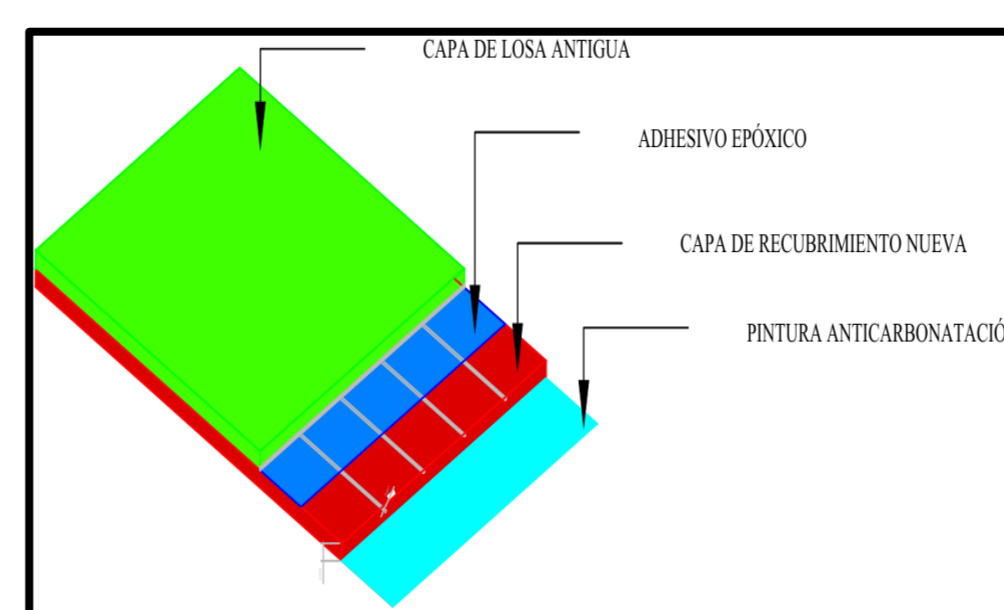 CAPA DE LOSA ANTIGUA
ADHESIVO EPÓXICO
CAPA DE RECUBRIMIENTO NUEVA
PINTURA ANTICARBONATACIÓ